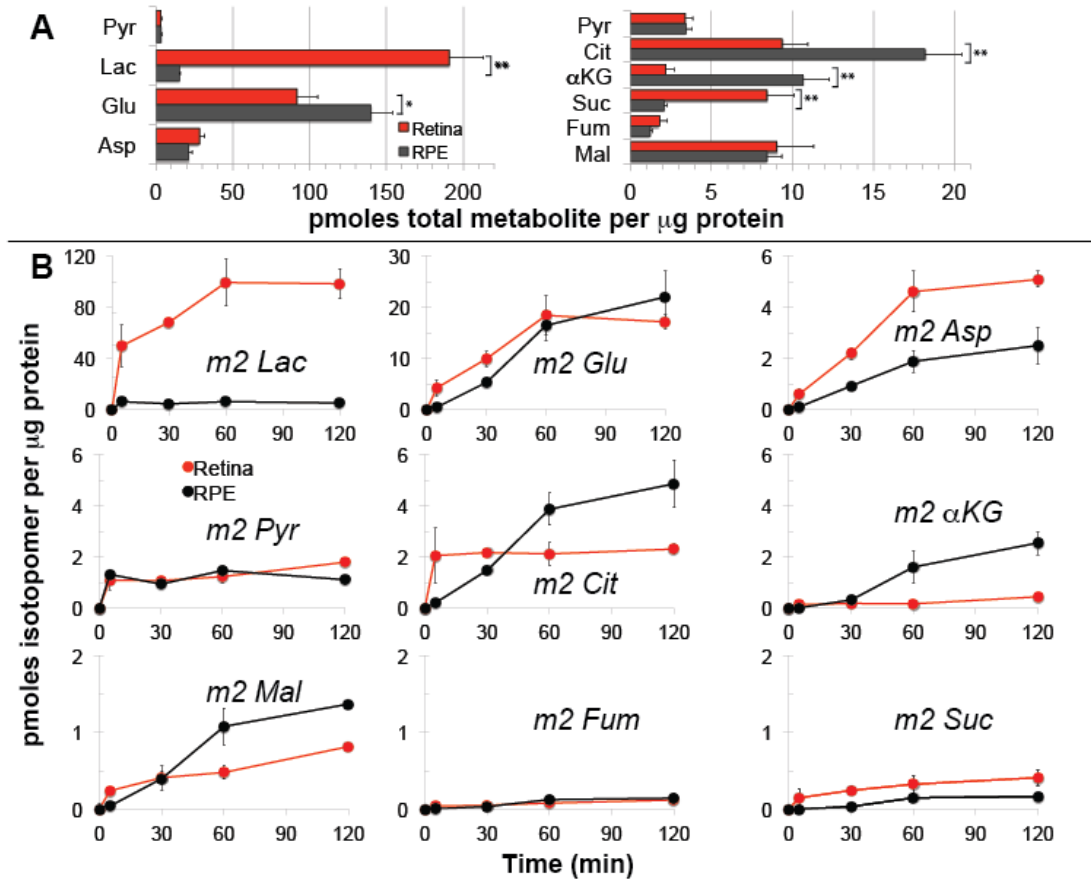 A
Pyr
Lac
Glu
Asp
**
*
Retina
RPE
0 50 100 150 200
Pyr
Cit
αKG
Suc
Fum
Mal
**
**
**
0 5 10 15 20
pmoles total metabolite per μg protein
B
pmoles isotopomer per μg protein
120
80
40
0
m2 Lac
0 30 60 90 120
30
20
10
0
m2 Glu
0 30 60 90 120
6
4
2
0
m2 Asp
0 30 60 90 120
6
4
2
0
Retina
RPE
m2 Pyr
0 30 60 90 120
6
4
2
0
m2 Cit
0 30 60 90 120
6
4
2
0
m2 αKG
0 30 60 90 120
2
1
0
m2 Mal
0 30 60 90 120
2
1
0
m2 Fum
0 30 60 90 120
2
1
0
m2 Suc
0 30 60 90 120
Time (min)